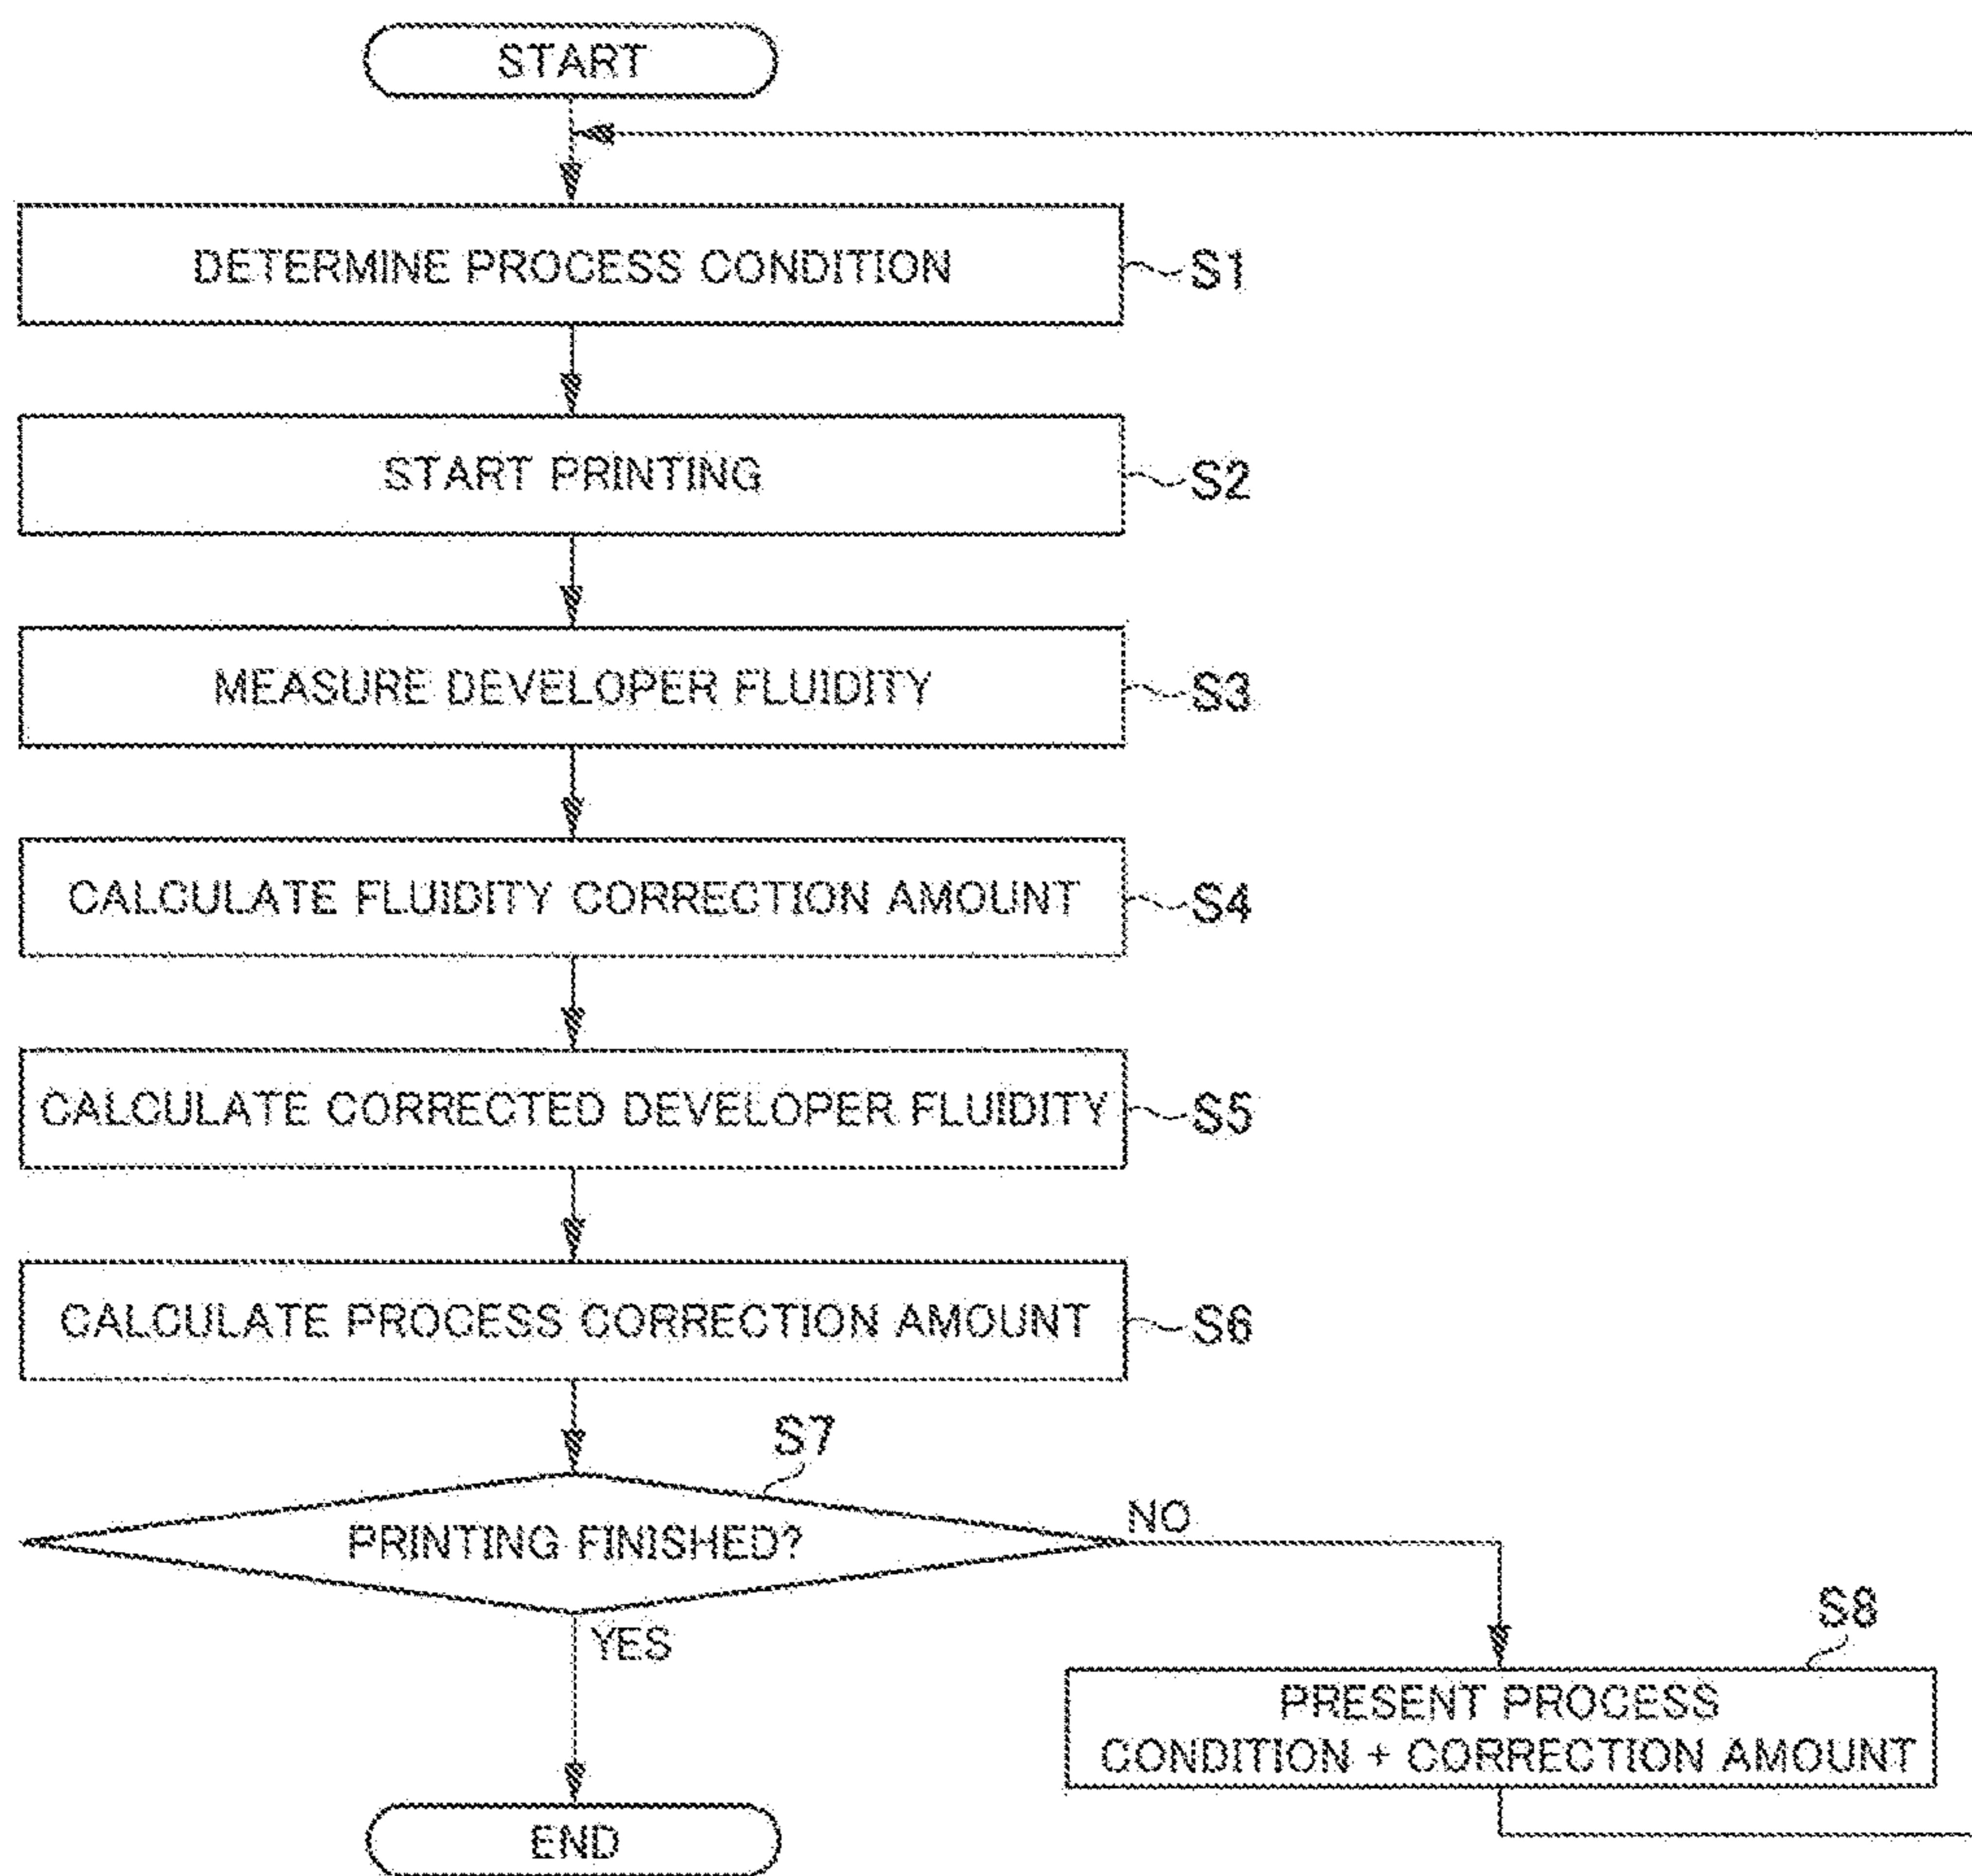 START
DETERMINE PROCESS CONDITION
S1
START PRINTING
S2
MEASURE DEVELOPER FLUIDITY
S3
CALCULATE FLUIDITY CORRECTION AMOUNT
S4
CALCULATE CORRECTED DEVELOPER FLUIDITY
S5
CALCULATE PROCESS CORRECTION AMOUNT
S6
S7
PRINTING FINISHED?
NO
YES
S8
PRESENT PROCESS
CONDITION + CORRECTION AMOUNT
END